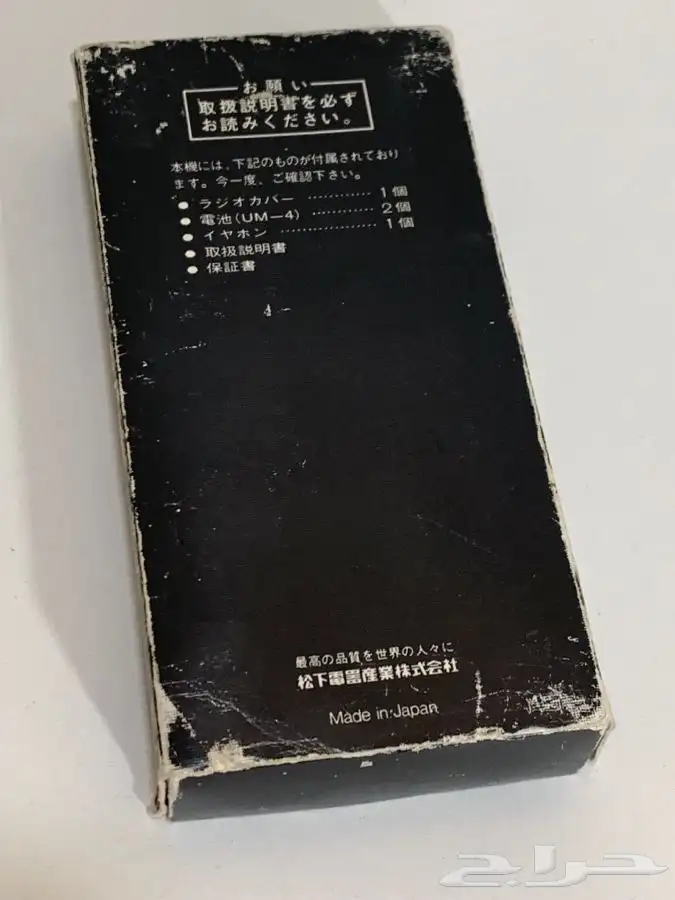 お願い
取扱説明書を必ず
お読みください。
本機には、下記のものが付属されており
ます。今一度、ご確認下さい。
● ラジオカバー ………… 1個
● 電池(UM－4) ………… 2個
● イヤホン ……………… 1個
● 取扱説明書
● 保証書
最高の品質を世界の人々に
松下電器産業株式会社
Made in Japan
حراج